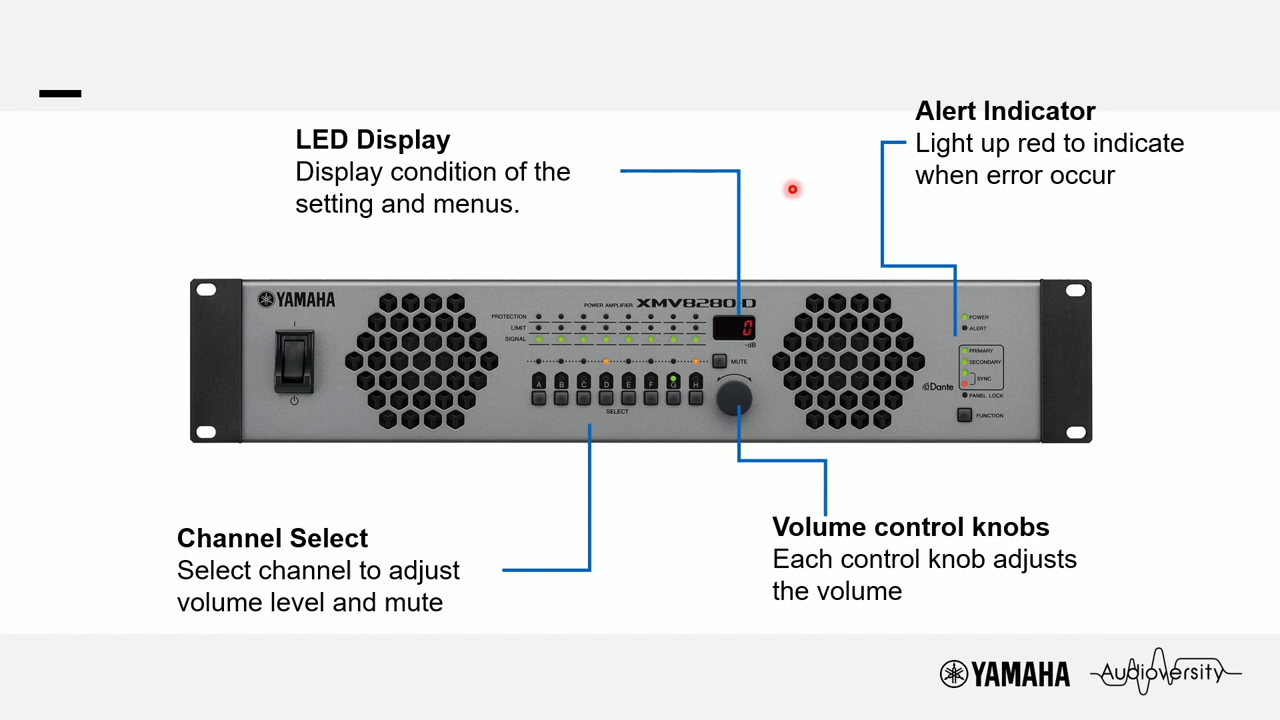 Alert Indicator
Light up red to indicate
when error occur
LED Display
Display condition of the
setting and menus.
YAMAHA
POWER AMPLIFIER XMV8280-D
PROTECTION
LIMIT
SIGNAL
0
-dB
MUTE
A B C D E F G H
SELECT
POWER
ALERT
PRIMARY
SECONDARY
SYNC
Dante
PANEL LOCK
FUNCTION
Channel Select
Select channel to adjust
volume level and mute
Volume control knobs
Each control knob adjusts
the volume
YAMAHA
Audioversity